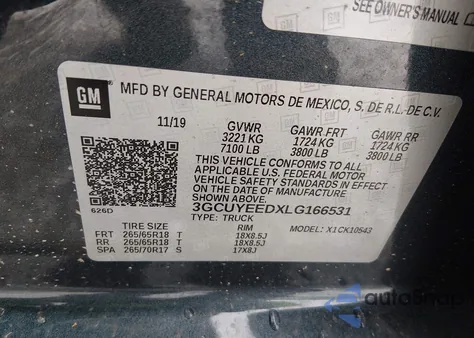 SEE OWNER'S MANUAL
GM
MFD BY GENERAL MOTORS DE MEXICO, S. DE R.L. DE C.V.
11/19 GVWR GAWR FRT GAWR RR
3221 KG 1724 KG 1724 KG
7100 LB 3800 LB 3800 LB
THIS VEHICLE CONFORMS TO ALL
APPLICABLE U.S. FEDERAL MOTOR
VEHICLE SAFETY STANDARDS IN EFFECT
ON THE DATE OF MANUFACTURE
3GCUYEEDXLG166531
626D TYPE: TRUCK MODEL: X1CK10543
TIRE SIZE RIM
FRT 265/65R18 T 18X8.5J
RR 265/65R18 T 18X8.5J
SPA 265/70R17 S 17X8J
autoSnap